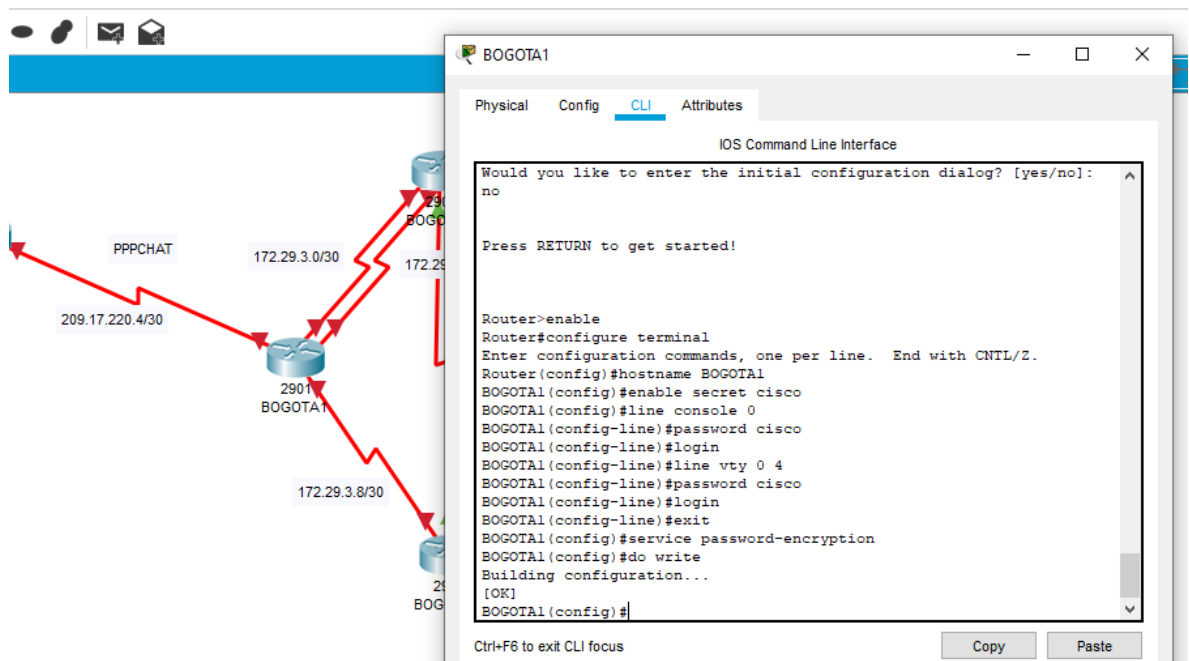 PPPCHAT
209.17.220.4/30
172.29.3.0/30
2901
BOGOTA1
172.29.3.8/30
BOGOTA1
Physical Config CLI Attributes
IOS Command Line Interface
Would you like to enter the initial configuration dialog? [yes/no]:
no
Press RETURN to get started!
Router>enable
Router#configure terminal
Enter configuration commands, one per line. End with CNTL/Z.
Router(config)#hostname BOGOTA1
BOGOTA1(config)#enable secret cisco
BOGOTA1(config)#line console 0
BOGOTA1(config-line)#password cisco
BOGOTA1(config-line)#login
BOGOTA1(config-line)#line vty 0 4
BOGOTA1(config-line)#password cisco
BOGOTA1(config-line)#login
BOGOTA1(config-line)#exit
BOGOTA1(config)#service password-encryption
BOGOTA1(config)#do write
Building configuration...
[OK]
BOGOTA1(config)#
Ctrl+F6 to exit CLI focus
Copy Paste